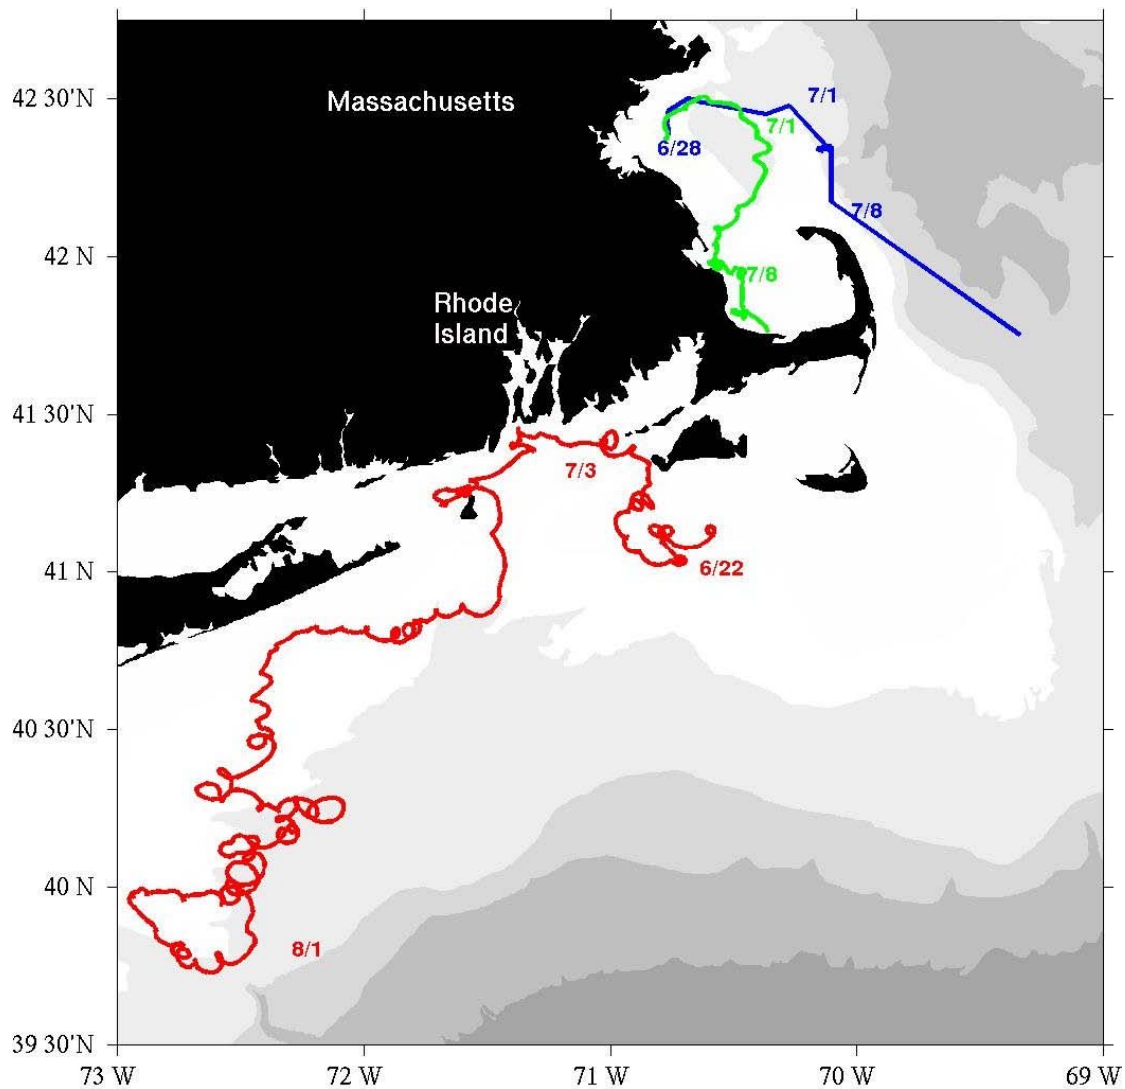 42 30'N
Massachusetts
7/1
7/1
6/28
7/8
42 N
7/8
Rhode
Island
41 30'N
7/3
41 N
6/22
40 30'N
40 N
8/1
39 30'N
73 W
72 W
71 W
70 W
69 W